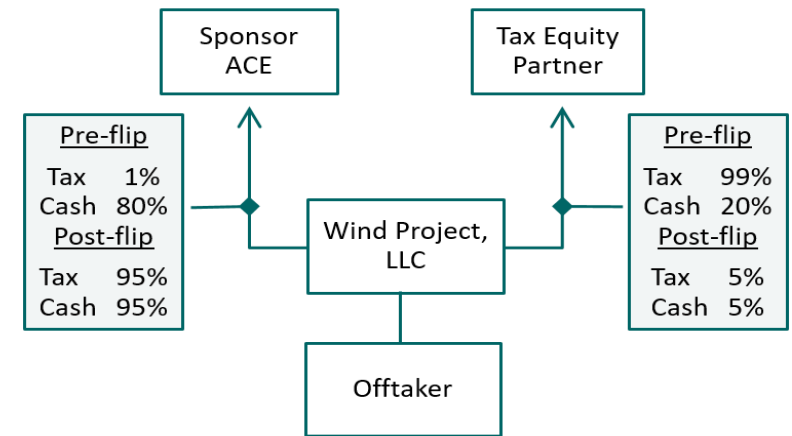 Sponsor
ACE
Tax Equity
Partner
Pre-flip
Tax 1%
Cash 80%
Post-flip
Tax 95%
Cash 95%
Wind Project,
LLC
Pre-flip
Tax 99%
Cash 20%
Post-flip
Tax 5%
Cash 5%
Offtaker